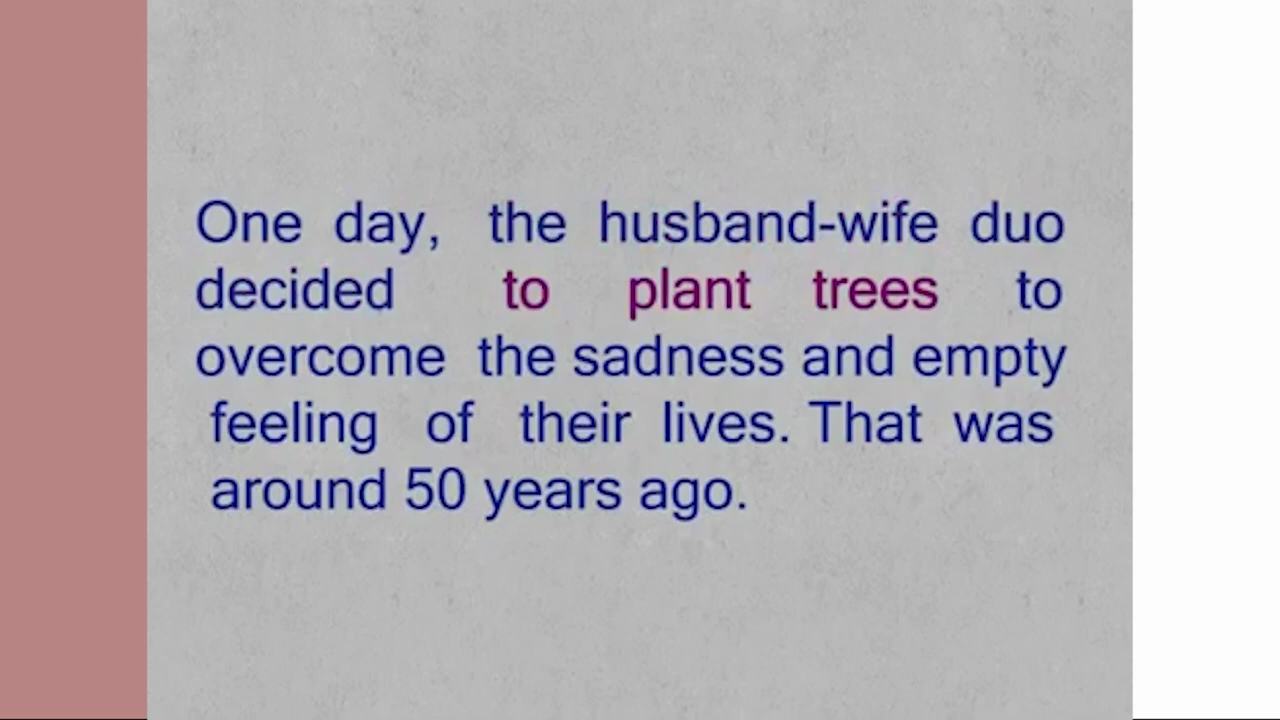 One day, the husband-wife duo
decided to plant trees to
overcome the sadness and empty
feeling of their lives. That was
around 50 years ago.